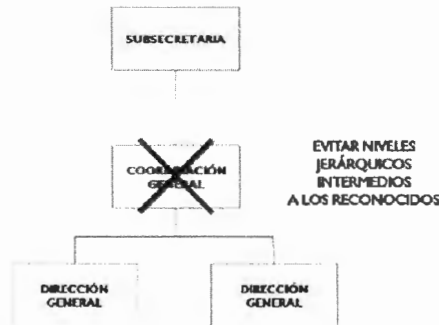 SUBSECRETARIA
EVITAR NIVELES
JERÁRQUICOS
INTERMEDIOS
A LOS RECONOCIDOS
COORDINACIÓN
GENERAL
DIRECCIÓN
GENERAL
DIRECCIÓN
GENERAL